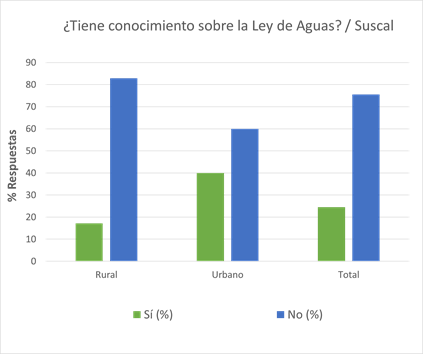 ¿Tiene conocimiento sobre la Ley de Aguas? / Suscal
% Respuestas
90
80
70
60
50
40
30
20
10
0
Rural Urbano Total
Sí (%) No (%)